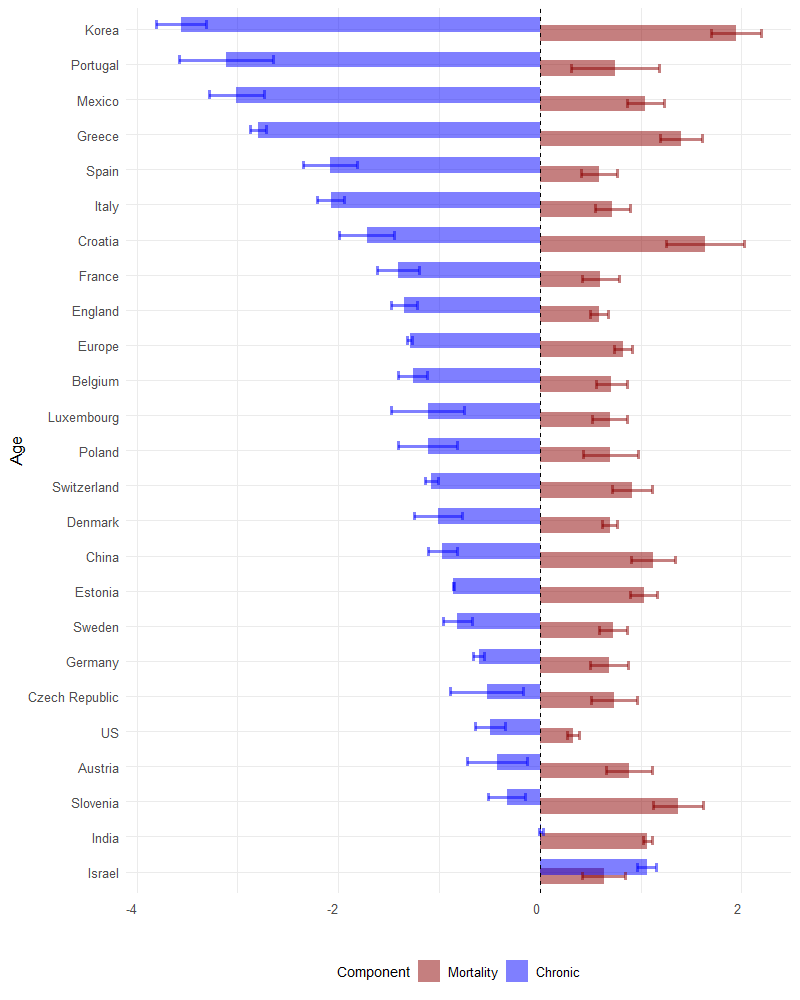 Age
Korea
Portugal
Mexico
Greece
Spain
Italy
Croatia
France
England
Europe
Belgium
Luxembourg
Poland
Switzerland
Denmark
China
Estonia
Sweden
Germany
Czech Republic
US
Austria
Slovenia
India
Israel
-4 -2 0 2
Component Mortality Chronic